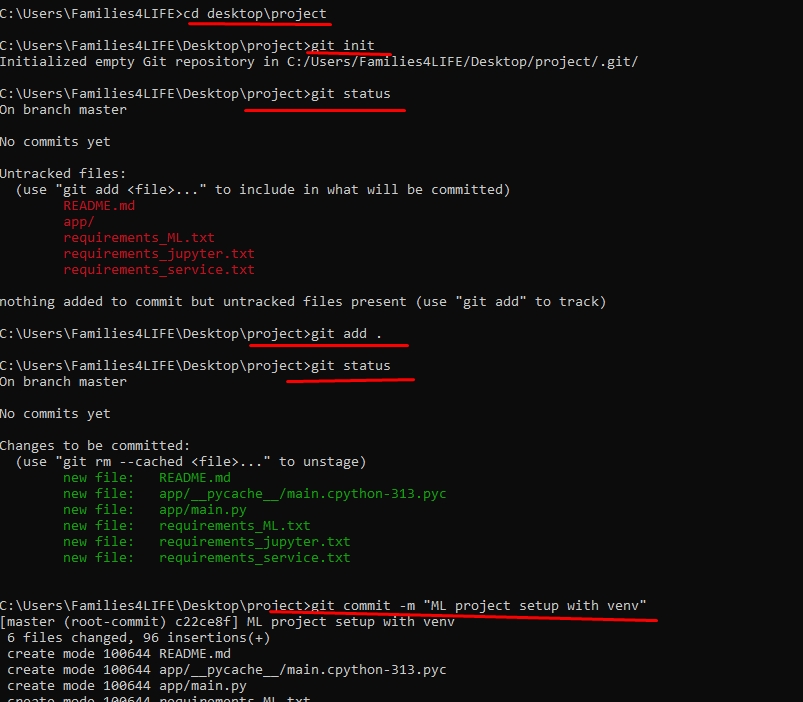 C:\Users\Families4LIFE>cd desktop\project
C:\Users\Families4LIFE\Desktop\project>git init
Initialized empty Git repository in C:/Users/Families4LIFE/Desktop/project/.git/
C:\Users\Families4LIFE\Desktop\project>git status
On branch master
No commits yet
Untracked files:
(use "git add <file>..." to include in what will be committed)
README.md
app/
requirements_ML.txt
requirements_jupyter.txt
requirements_service.txt
nothing added to commit but untracked files present (use "git add" to track)
C:\Users\Families4LIFE\Desktop\project>git add .
C:\Users\Families4LIFE\Desktop\project>git status
On branch master
No commits yet
Changes to be committed:
(use "git rm --cached <file>..." to unstage)
new file:   README.md
new file:   app/__pycache__/main.cpython-313.pyc
new file:   app/main.py
new file:   requirements_ML.txt
new file:   requirements_jupyter.txt
new file:   requirements_service.txt
C:\Users\Families4LIFE\Desktop\project>git commit -m "ML project setup with venv"
[master (root-commit) c22ce8f] ML project setup with venv
6 files changed, 96 insertions(+)
create mode 100644 README.md
create mode 100644 app/__pycache__/main.cpython-313.pyc
create mode 100644 app/main.py
create mode 100644 requirements_ML.txt